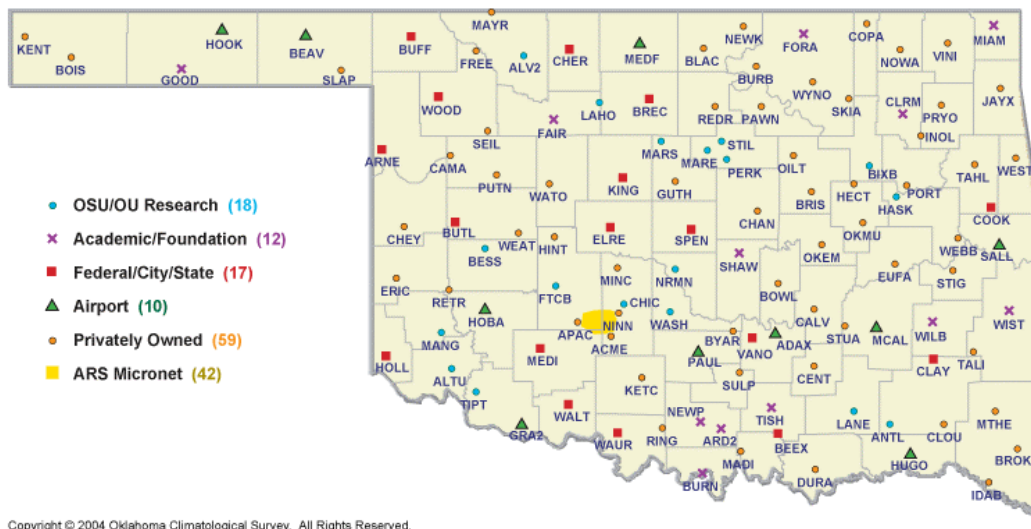 MAYR
KENT
BOIS
HOOK
GOOD
BEAV
SLAP
BUFF
FREE
ALV2
CHER
MEDF
BLAC
NEWK
BURB
FORA
WYNO
COPA
NOWA
VINI
MIAM
JAYX
WOOD
FAIR
LAHO
BREC
REDR
PAWN
SKIA
CLRM
PRYO
INOL
ARNE
SEIL
CAMA
PUTN
WATO
MARS
MARE
STIL
PERK
KING
GUTH
OILT
BRIS
BIXB
HECT
PORT
HASK
TAHL
WEST
COOK
OSU/OU Research (18)
Academic/Foundation (12)
Federal/City/State (17)
Airport (10)
Privately Owned (59)
ARS Micronet (42)
CHEY
BUTL
WEAT
BESS
HINT
ELRE
SPEN
CHAN
SHAW
OKEM
OKMU
EUFA
WEBB
SALL
STIG
ERIC
RETR
HOBA
FTCB
MINC
CHIC
NINN
NRMN
WASH
BOWL
CALV
WIST
MANG
APAC
ACME
BYAR
VANO
ADAX
STUA
MCAL
WILB
HOLL
ALTU
TIPT
MEDI
KETC
PAUL
SULP
CENT
CLAY
TALI
GRA2
WALT
WAUR
RING
NEWP
ARD2
TISH
BEEX
LANE
ANTL
CLOU
MTHE
BURN
MADI
DURA
HUGO
BROK
IDAB
Copyright © 2004 Oklahoma Climatological Survey. All Rights Reserved.